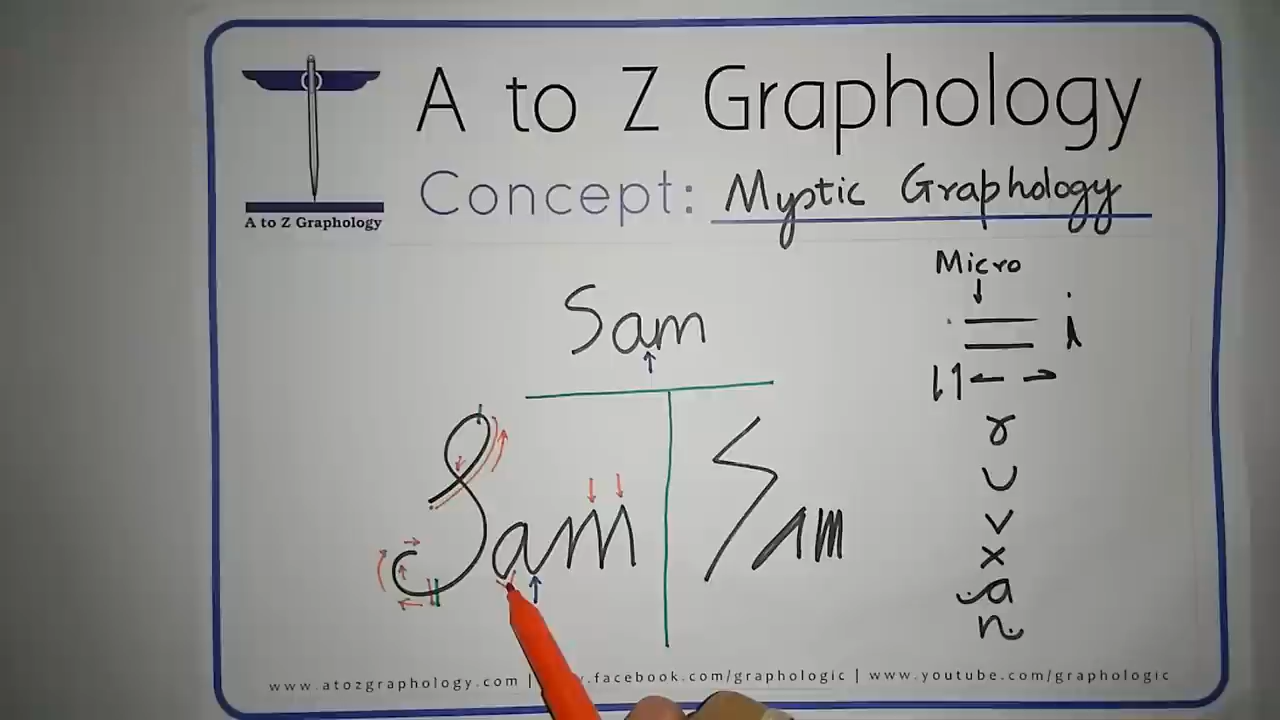 A to Z Graphology
A to Z Graphology
Concept: Mystic Graphology
Micro
Sam
Sam
Sam
i
r
u
v
x
a
n
www.atozgraphology.com | .facebook.com/graphologic | www.youtube.com/graphologic